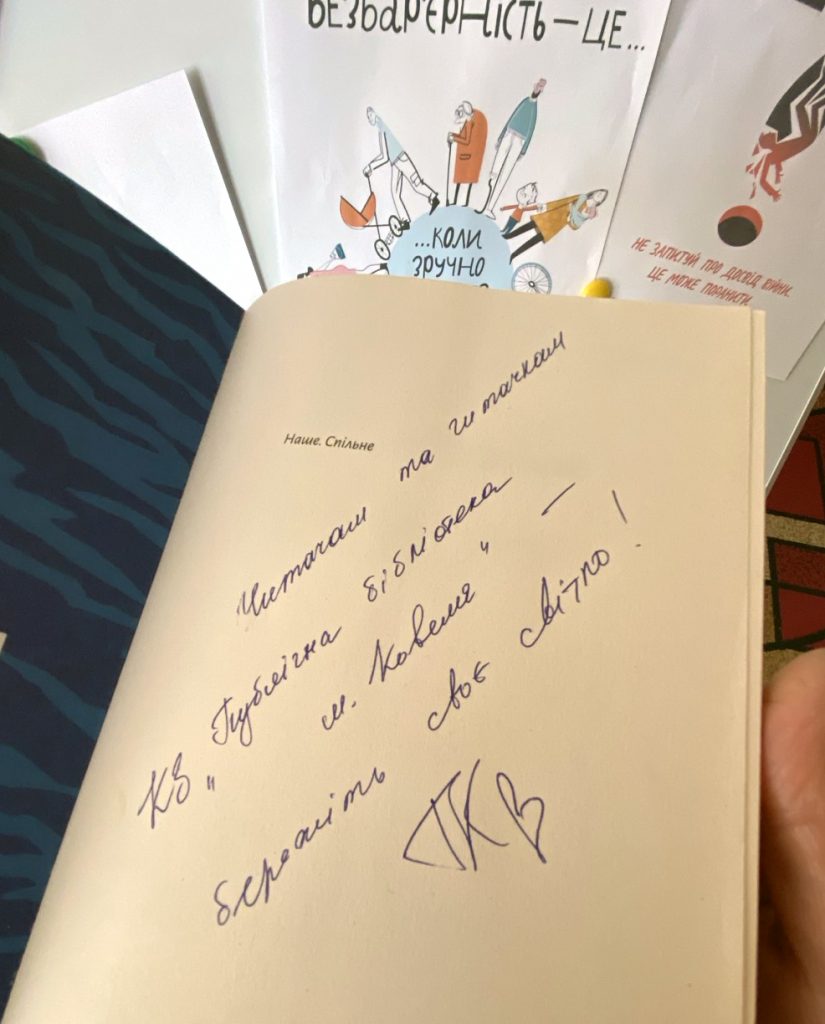 БЕЗБАР'ЄРНІСТЬ – ЦЕ...
...КОЛИ
ЗРУЧНО
НЕ ЗАПИТУЙ ПРО ДОСВІД ВІЙНИ.
ЦЕ МОЖЕ ПОРАНИТИ
Наше. Спільне
Читачам та читачкам
КЗ „Публічна бібліотека
м. Ковеля" –
бережіть своє світло!